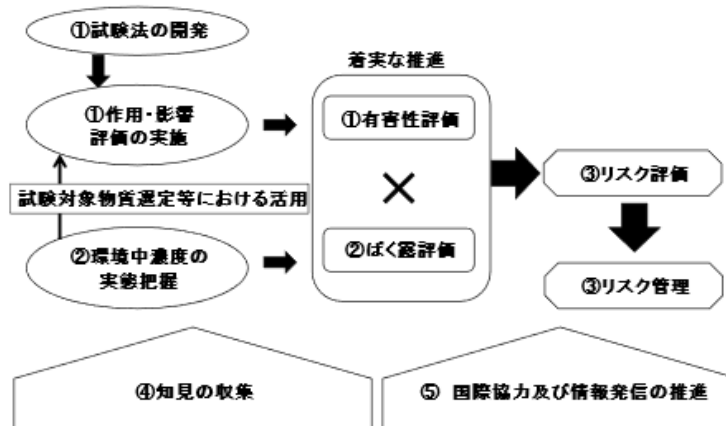 ①試験法の開発
着実な推進
①作用・影響
評価の実施
①有害性評価
×
③リスク評価
試験対象物質選定等における活用
②環境中濃度の
実態把握
②ばく露評価
③リスク管理
④知見の収集
⑤ 国際協力及び情報発信の推進